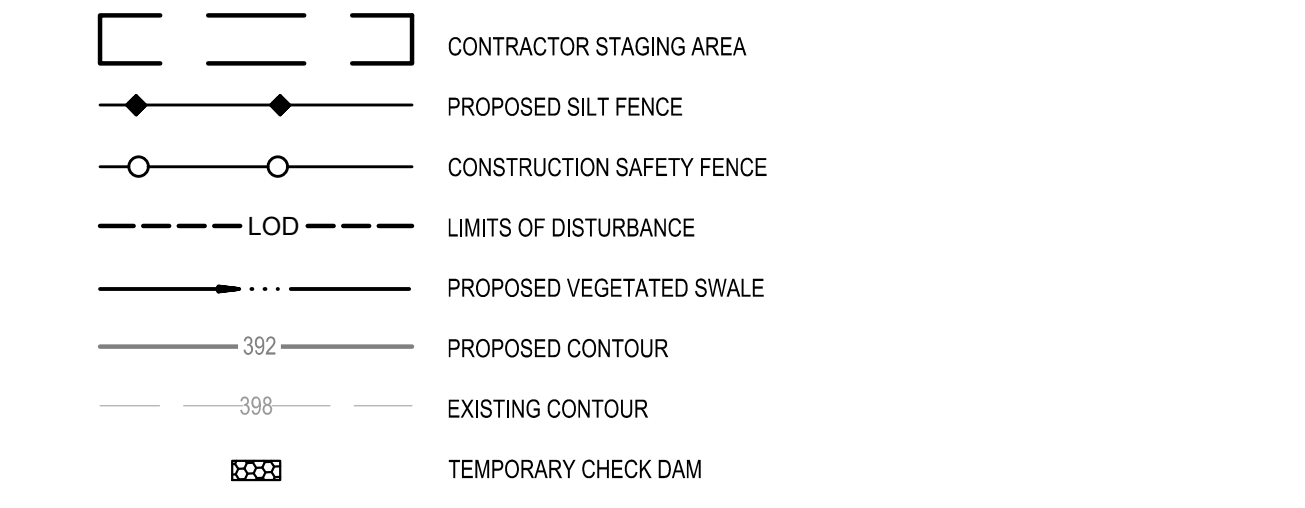 CONTRACTOR STAGING AREA
PROPOSED SILT FENCE
CONSTRUCTION SAFETY FENCE
LOD LIMITS OF DISTURBANCE
PROPOSED VEGETATED SWALE
392 PROPOSED CONTOUR
398 EXISTING CONTOUR
TEMPORARY CHECK DAM